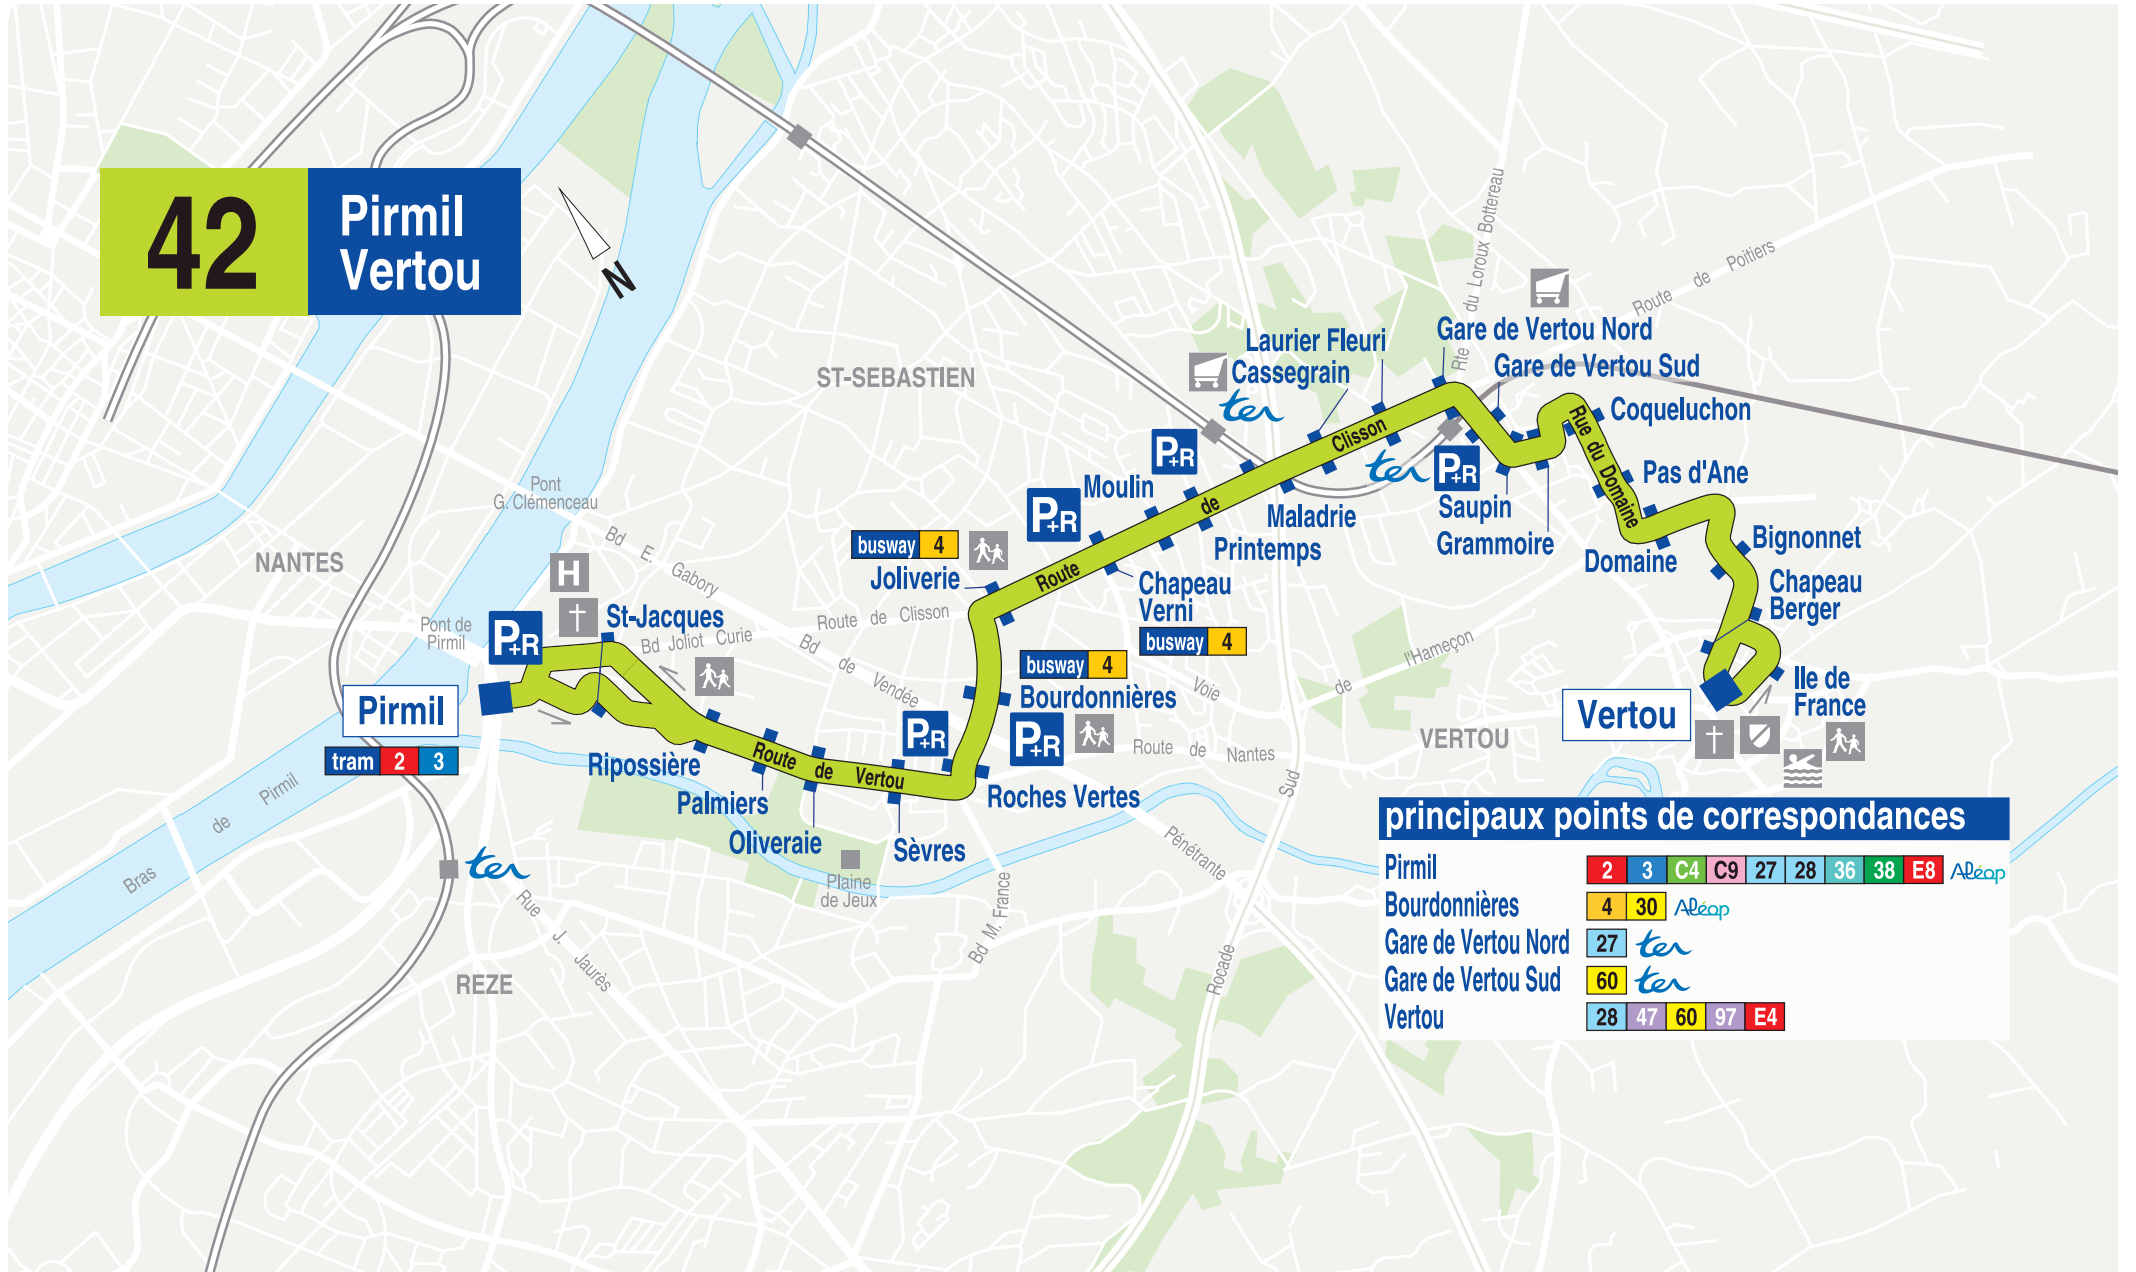 42
Pirmil
Vertou
N
ST-SEBASTIEN
NANTES
REZE
VERTOU
Pont
G. Clémenceau
Bd E. Gabory
Pont de
Pirmil
Bd Joliot Curie
Route de Clisson
Bd de Vendée
Rte du Loroux Bottereau
Route de Poitiers
Voie de l'Hameçon
Route de Nantes
Sud
Pénétrante
Rocade
Bd M. France
Rue J. Jaurès
Bras de Pirmil
Plaine
de Jeux
H
P+R
Pirmil
tram 2 3
ter
St-Jacques
Ripossière
Palmiers
Oliveraie
Sèvres
Route de Vertou
P+R
Roches Vertes
busway 4
Bourdonnières
P+R
busway 4
Joliverie
Route de Clisson
Chapeau
Verni
busway 4
P+R
Moulin
P+R
Printemps
Maladrie
ter
Cassegrain
Laurier Fleuri
Gare de Vertou Nord
Gare de Vertou Sud
ter
P+R
Saupin
Grammoire
Coqueluchon
Rue du Domaine
Pas d'Ane
Domaine
Bignonnet
Chapeau
Berger
Ile de
France
Vertou
principaux points de correspondances
Pirmil 2 3 C4 C9 27 28 36 38 E8 Aléop
Bourdonnières 4 30 Aléop
Gare de Vertou Nord 27 ter
Gare de Vertou Sud 60 ter
Vertou 28 47 60 97 E4